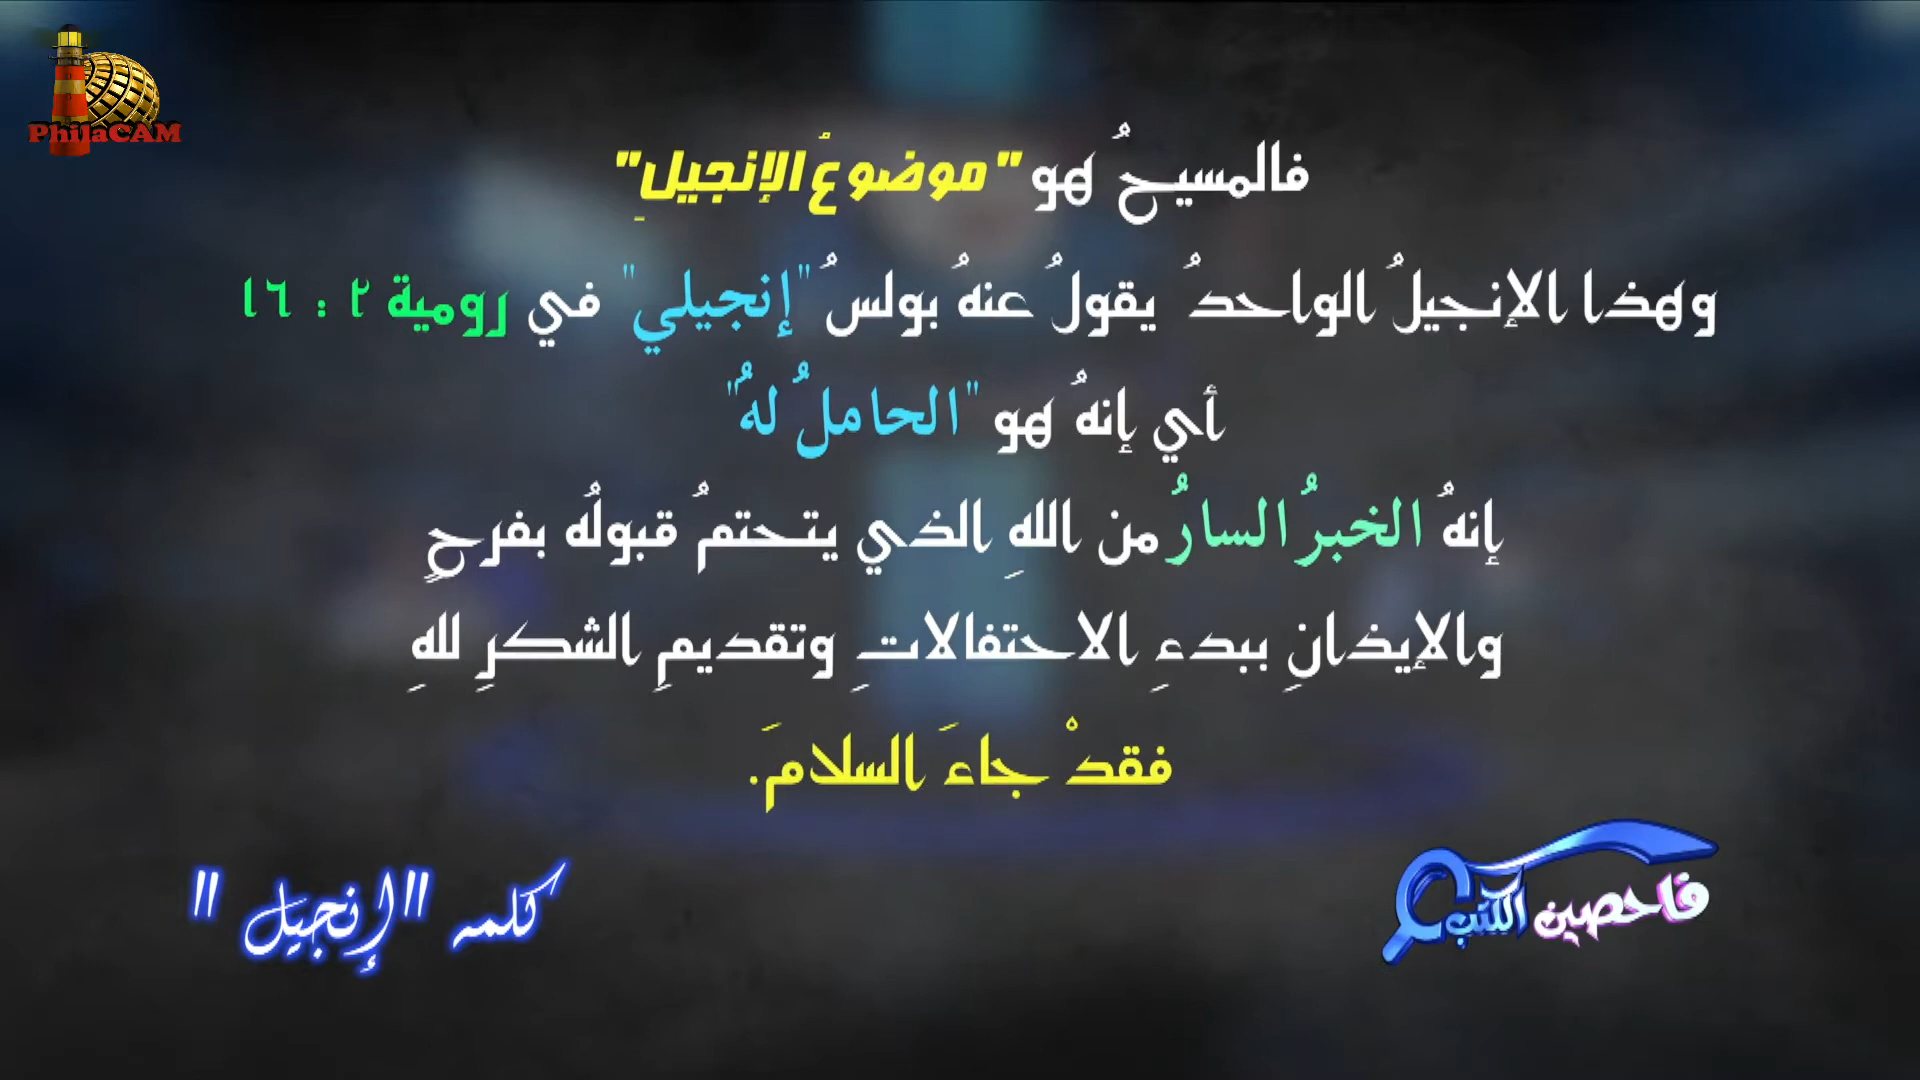 PhilaCAM
فالمسيحُ هو "موضوعُ الإنجيلِ"
وهذا الإنجيلُ الواحدُ يقولُ عنهُ بولسُ "إنجيلي" في رومية ٢ : ١٦
أي إنهُ هو "الحاملُ لهُ"
إنهُ الخبرُ السارُ من اللهِ الذي يتحتمُ قبولُه بفرحٍ
والإيذانِ ببدءِ الاحتفالاتِ وتقديمِ الشكرِ للهِ
فقدْ جاءَ السلامَ.
فاحصين الكتب
كلمه "إنجيل"